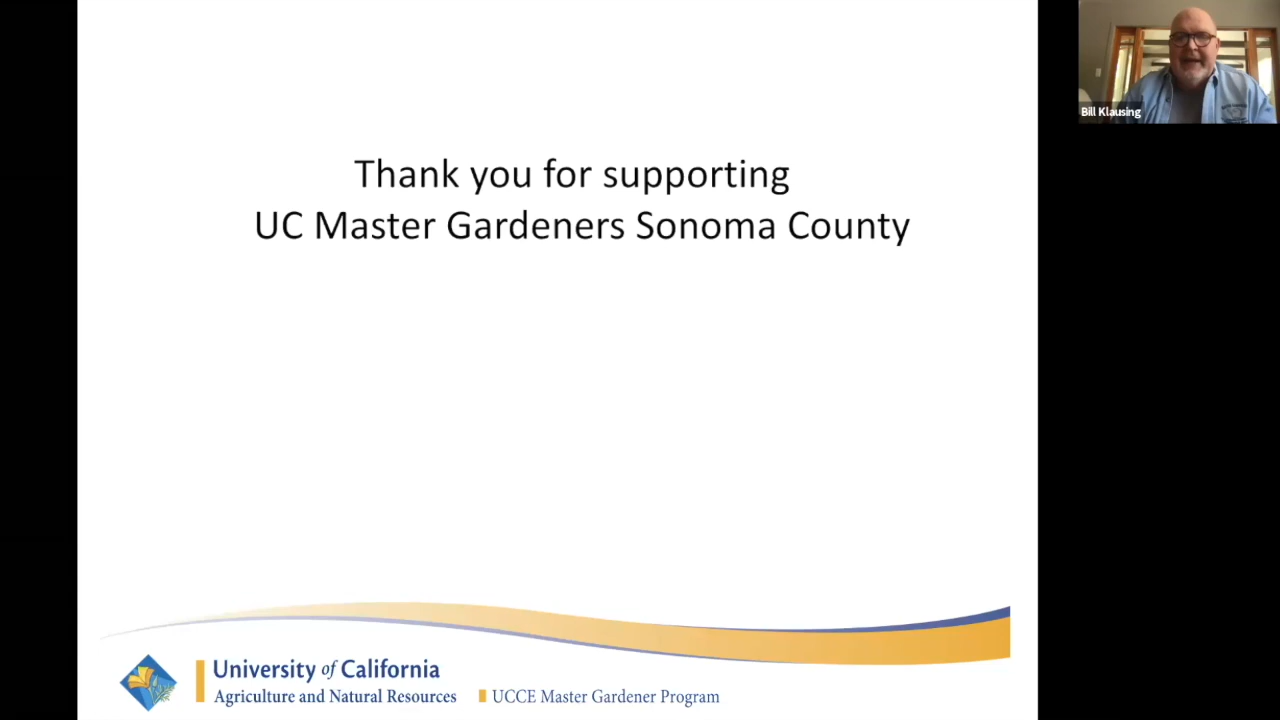 Bill Klausing
Thank you for supporting
UC Master Gardeners Sonoma County
University of California
Agriculture and Natural Resources
UCCE Master Gardener Program